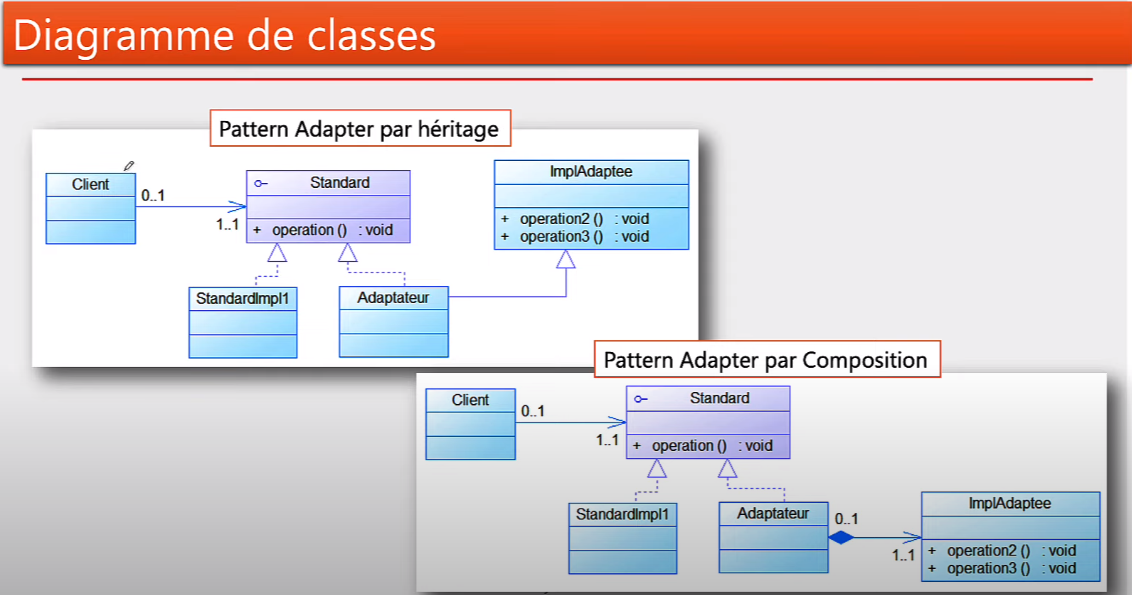 Diagramme de classes
Pattern Adapter par héritage
Client
0..1
1..1
Standard
+ operation () : void
ImplAdaptee
+ operation2 () : void
+ operation3 () : void
StandardImpl1
Adaptateur
Pattern Adapter par Composition
Client
0..1
1..1
Standard
+ operation () : void
StandardImpl1
Adaptateur
0..1
1..1
ImplAdaptee
+ operation2 () : void
+ operation3 () : void